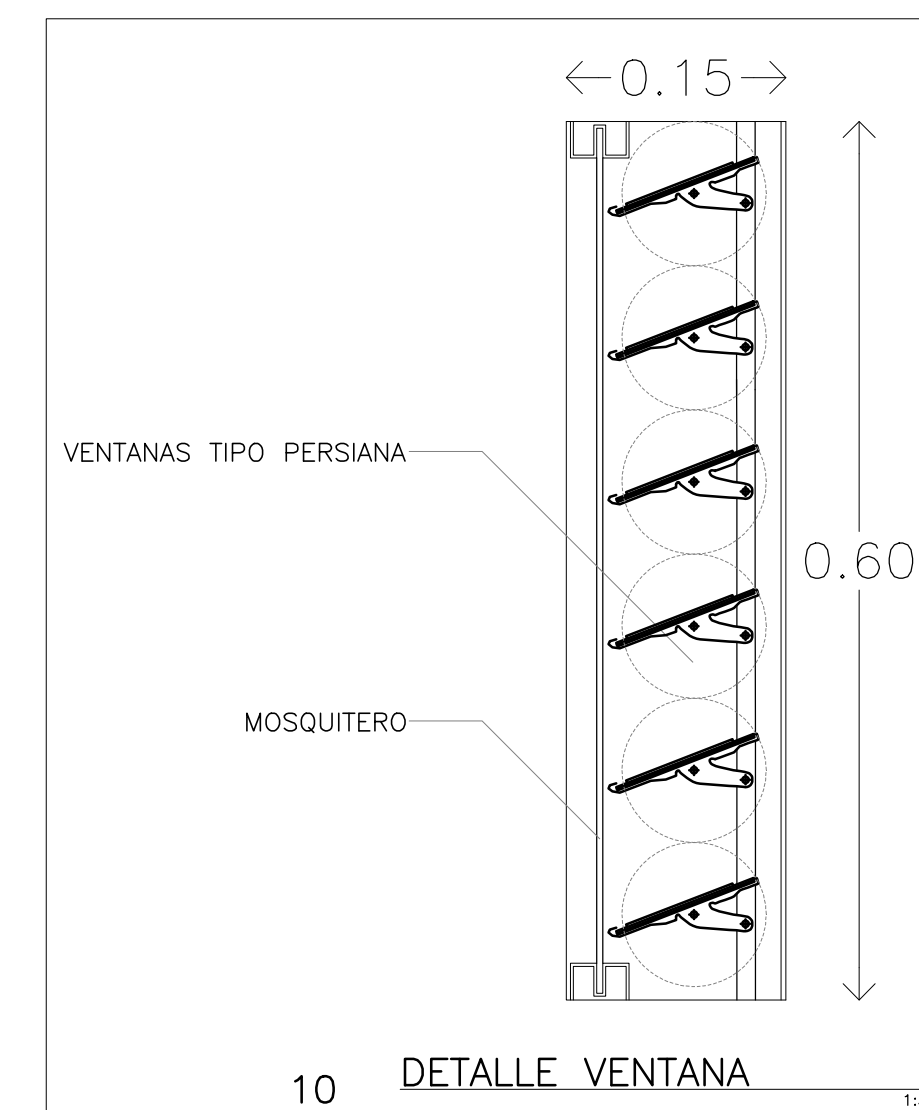 0.15
VENTANAS TIPO PERSIANA
0.60
MOSQUITERO
10 DETALLE VENTANA